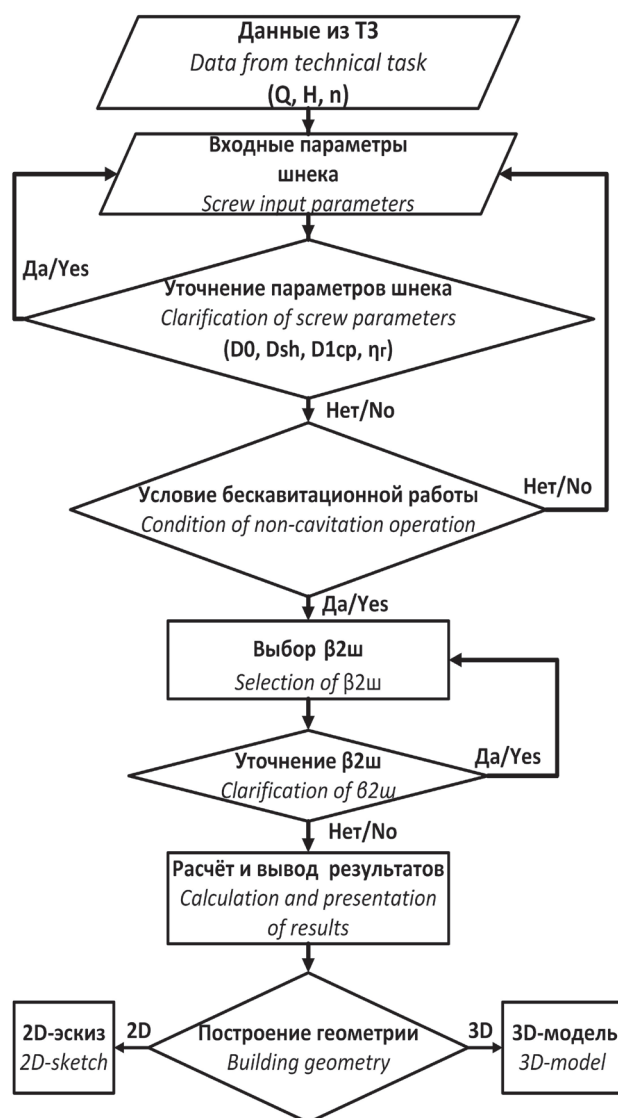 Данные из ТЗ
Data from technical task
(Q, H, n)
Входные параметры
шнека
Screw input parameters
Да/Yes
Уточнение параметров шнека
Clarification of screw parameters
(D0, Dsh, D1cp, ηг)
Нет/No
Условие бескавитационной работы
Condition of non-cavitation operation
Нет/No
Да/Yes
Выбор β2ш
Selection of β2ш
Уточнение β2ш
Clarification of β2ш
Да/Yes
Нет/No
Расчёт и вывод результатов
Calculation and presentation
of results
2D-эскиз
2D-sketch
2D
Построение геометрии
Building geometry
3D
3D-модель
3D-model